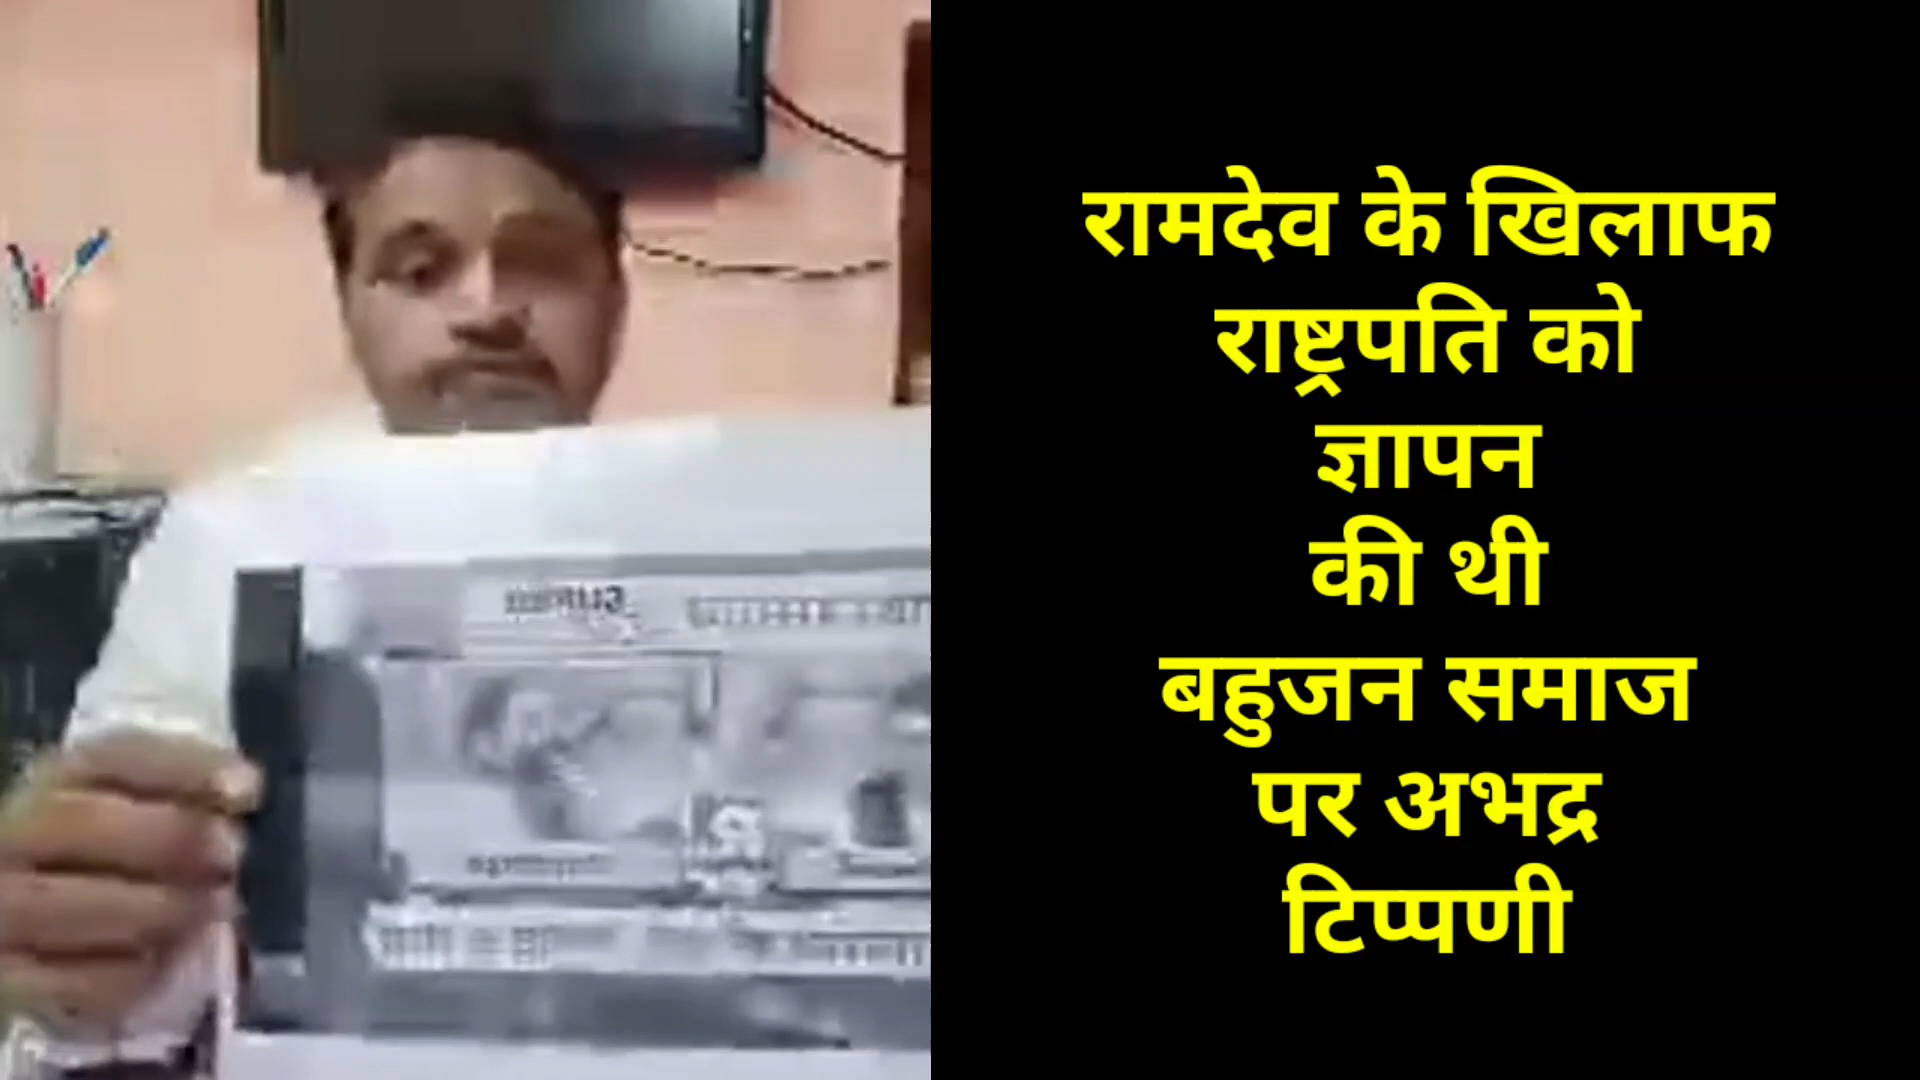 रामदेव के खिलाफ
राष्ट्रपति को
ज्ञापन
की थी
बहुजन समाज
पर अभद्र
टिप्पणी